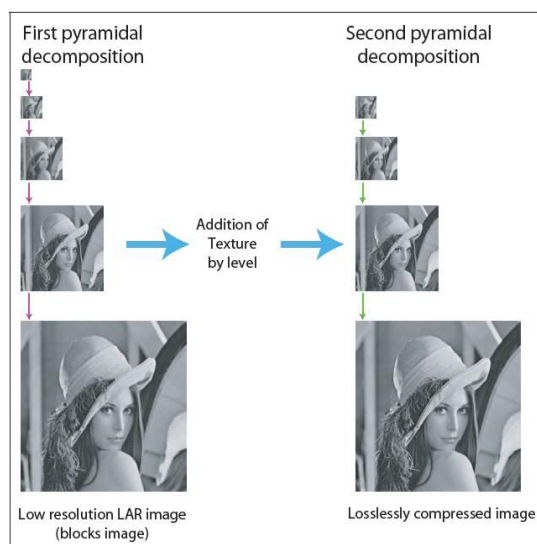 First pyramidal
decomposition
Second pyramidal
decomposition
Addition of
Texture
by level
Low resolution LAR image
(blocks image)
Losslessly compressed image